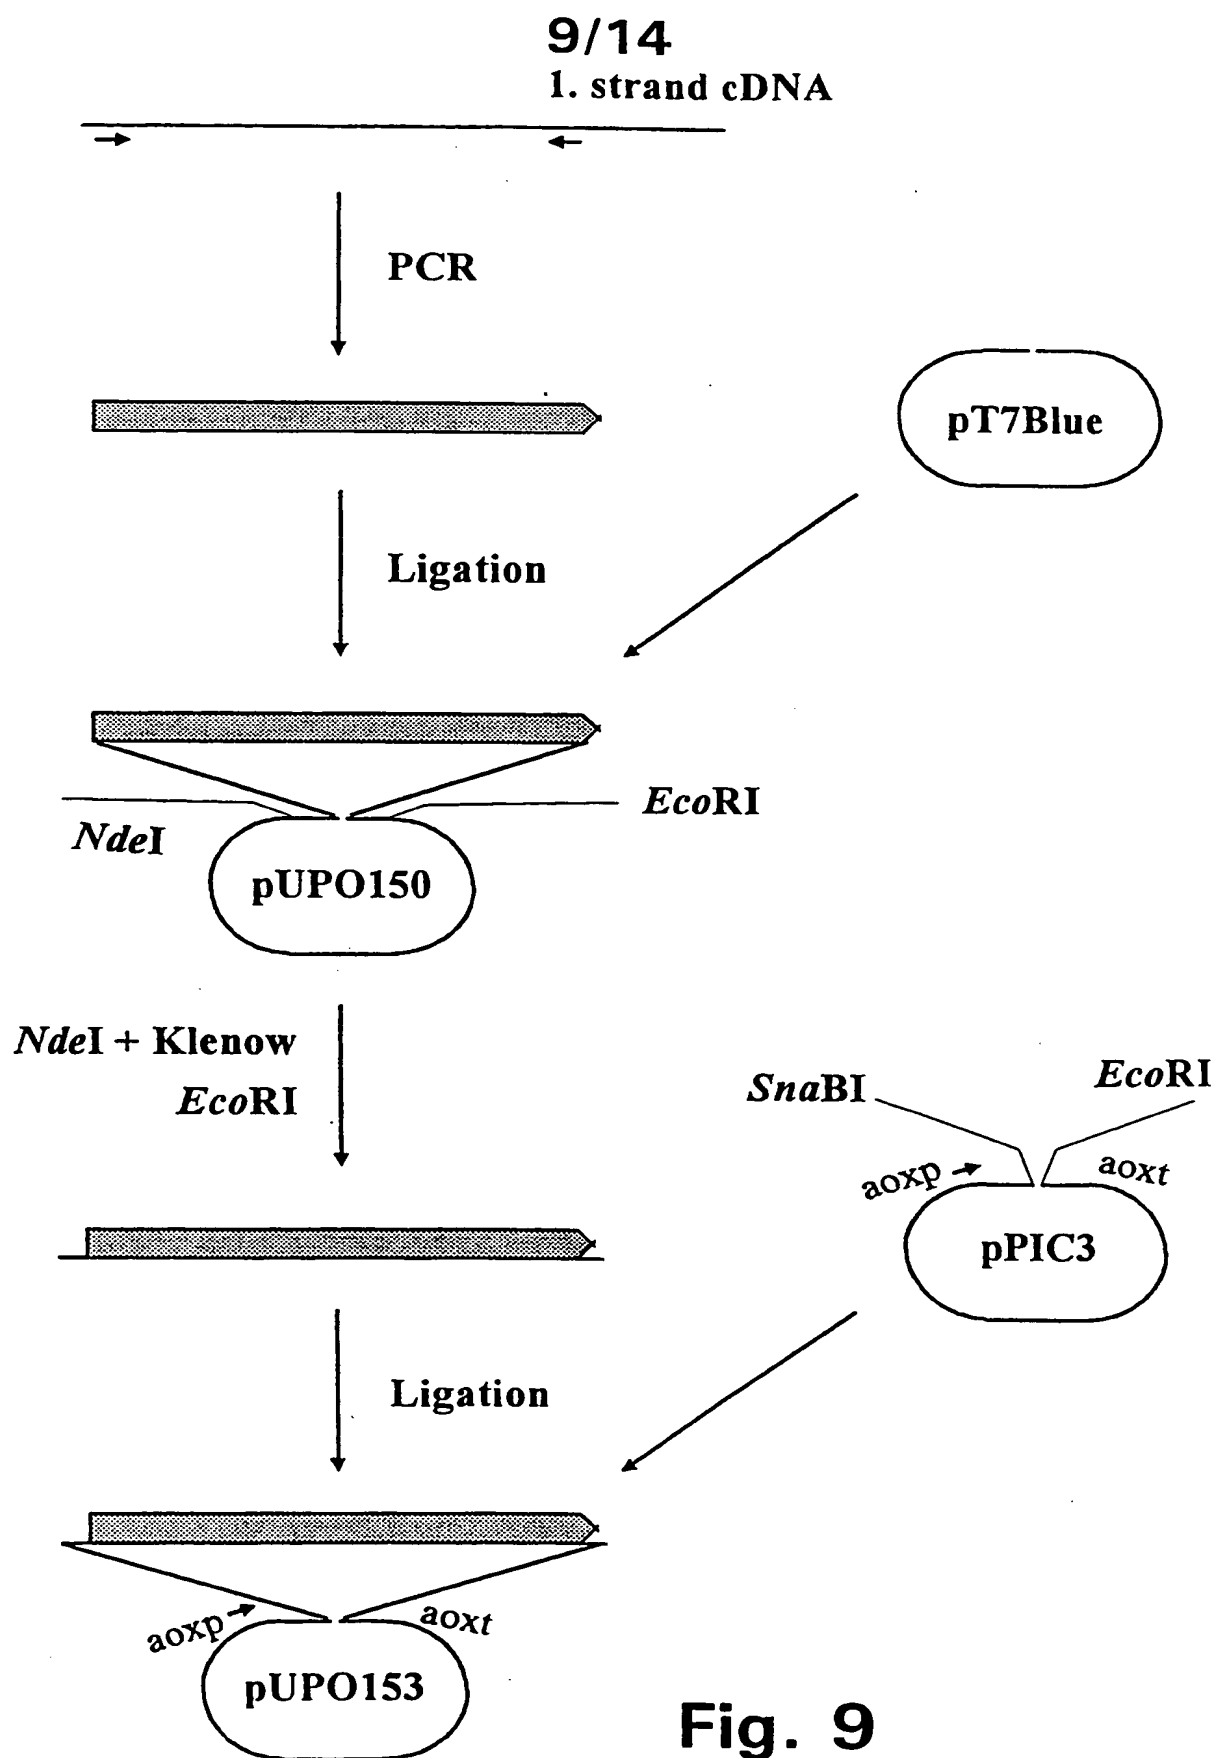 9/14
1. strand cDNA
PCR
pT7Blue
Ligation
NdeI
EcoRI
pUPO150
NdeI + Klenow
EcoRI
SnaBI
EcoRI
aoxp
aoxt
pPIC3
Ligation
aoxp
aoxt
pUPO153
Fig. 9